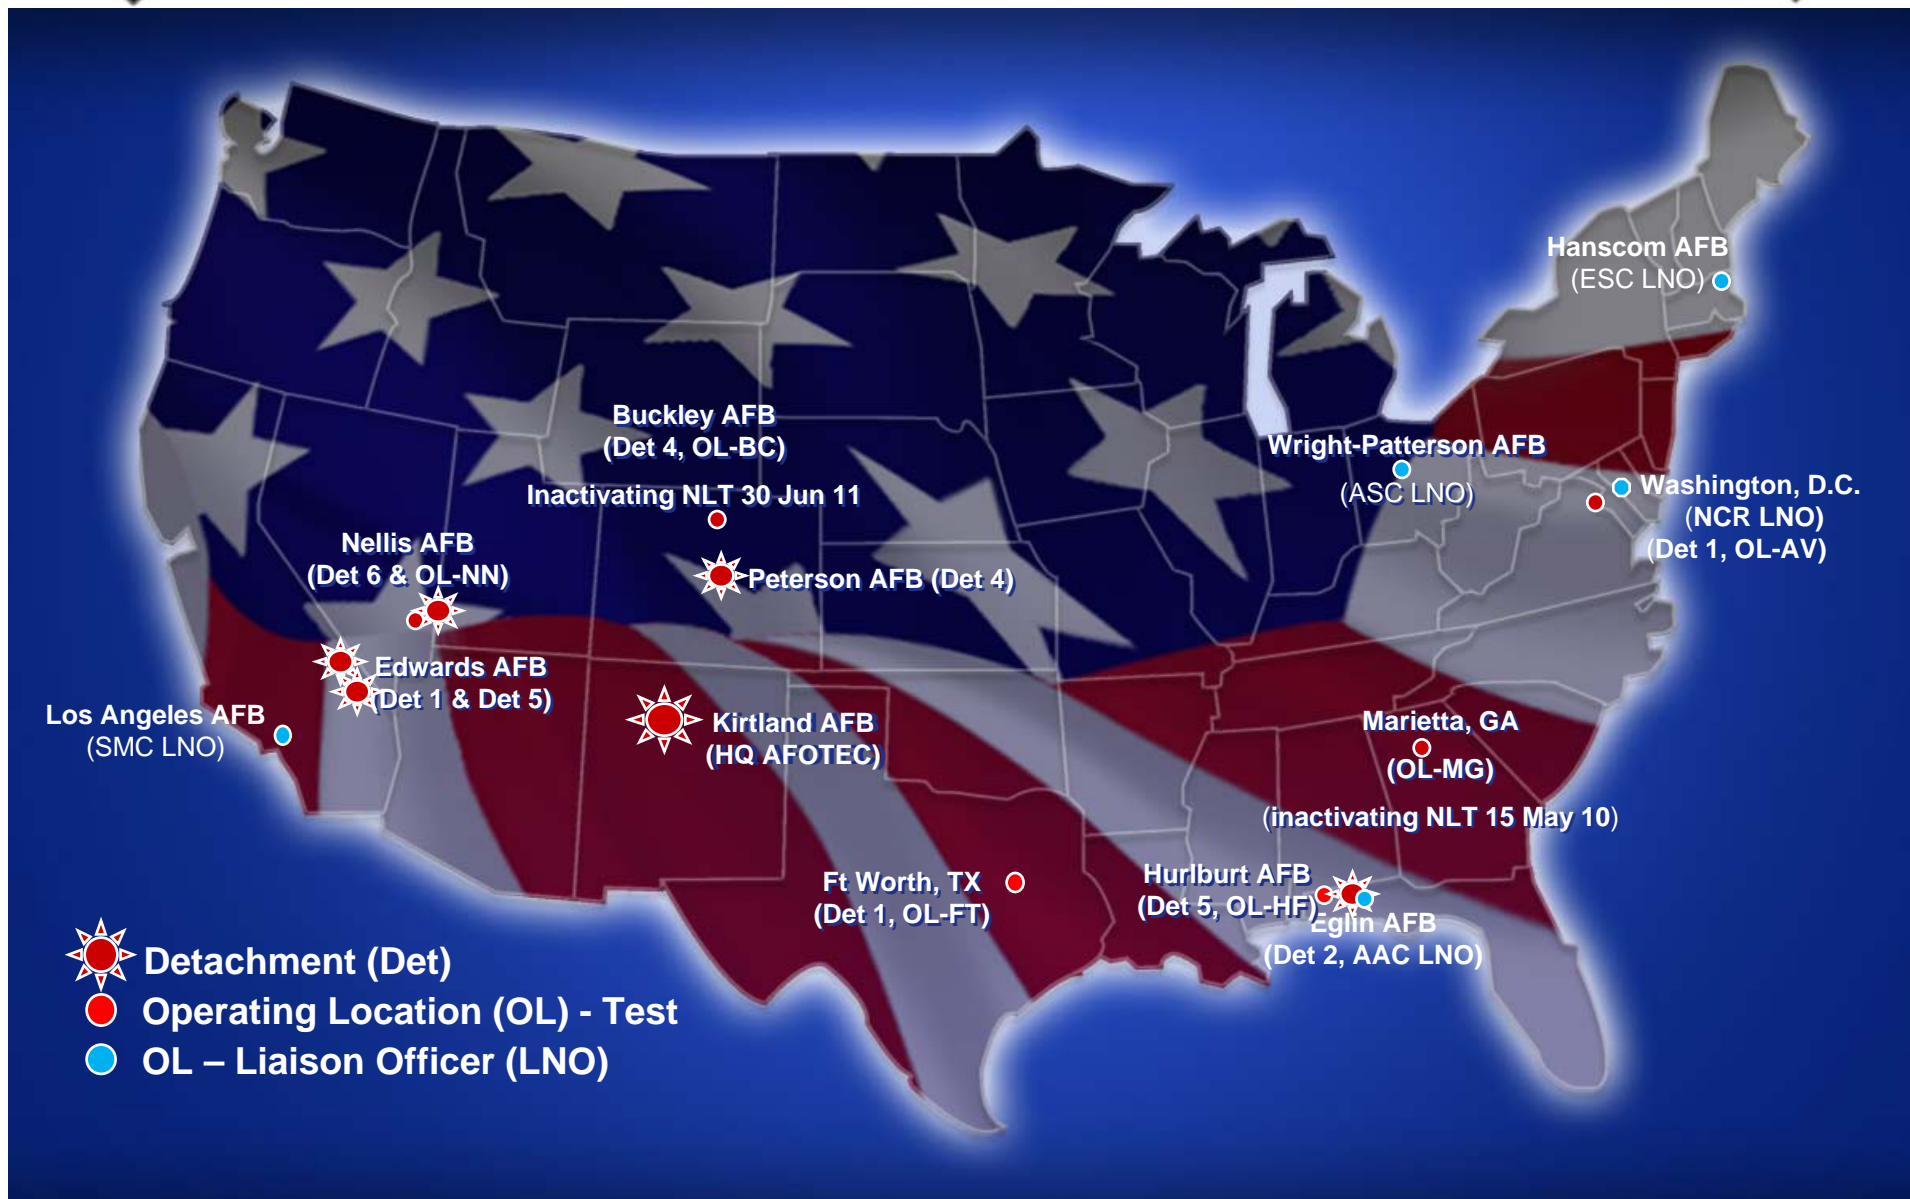 Hanscom AFB
(ESC LNO)
Buckley AFB
(Det 4, OL-BC)
Inactivating NLT 30 Jun 11
Wright-Patterson AFB
(ASC LNO)
Washington, D.C.
(NCR LNO)
(Det 1, OL-AV)
Nellis AFB
(Det 6 & OL-NN)
Peterson AFB (Det 4)
Edwards AFB
(Det 1 & Det 5)
Los Angeles AFB
(SMC LNO)
Kirtland AFB
(HQ AFOTEC)
Marietta, GA
(OL-MG)
(inactivating NLT 15 May 10)
Ft Worth, TX
(Det 1, OL-FT)
Hurlburt AFB
(Det 5, OL-HF)
Eglin AFB
(Det 2, AAC LNO)
Detachment (Det)
Operating Location (OL) - Test
OL – Liaison Officer (LNO)